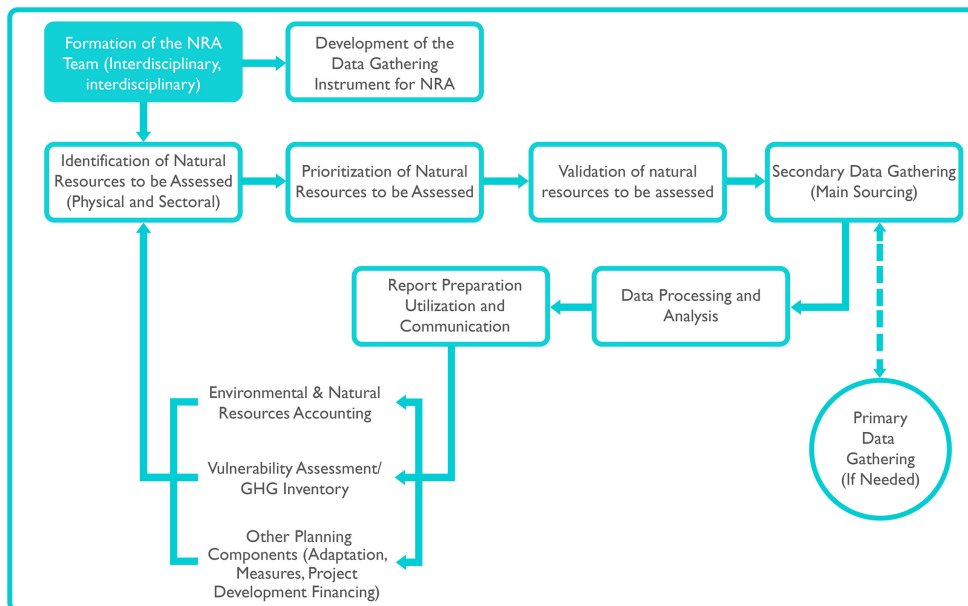 Formation of the NRA
Team (Interdisciplinary,
interdisciplinary)
Development of the
Data Gathering
Instrument for NRA
Identification of Natural
Resources to be Assessed
(Physical and Sectoral)
Prioritization of Natural
Resources to be Assessed
Validation of natural
resources to be assessed
Secondary Data Gathering
(Main Sourcing)
Report Preparation
Utilization and
Communication
Data Processing and
Analysis
Environmental & Natural
Resources Accounting
Vulnerability Assessment/
GHG Inventory
Other Planning
Components (Adaptation,
Measures, Project
Development Financing)
Primary
Data
Gathering
(If Needed)